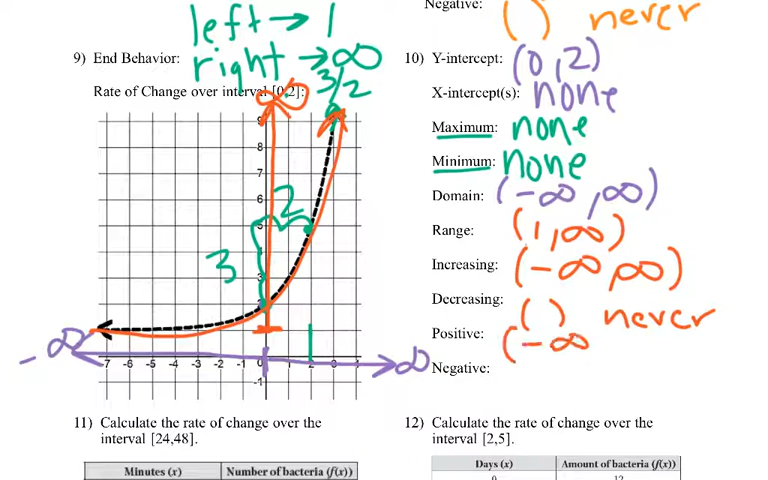 Negative: ( ) never
left → 1
9) End Behavior: right → ∞
Rate of Change over interval [0,2]: 3/2
∞
9
8
7
6
5
4
3
2
3
2
-∞ -7 -6 -5 -4 -3 -2 -1 0 1 2 3 4 ∞
-1
10) Y-intercept: (0,2)
X-intercept(s): none
Maximum: none
Minimum: none
Domain: (-∞,∞)
Range: (1,∞)
Increasing: (-∞,∞)
Decreasing: ( ) never
Positive: (-∞
Negative:
11) Calculate the rate of change over the
interval [24,48].
Minutes (x) Number of bacteria (f(x))
12) Calculate the rate of change over the
interval [2,5].
Days (x) Amount of bacteria (f(x))
0 12